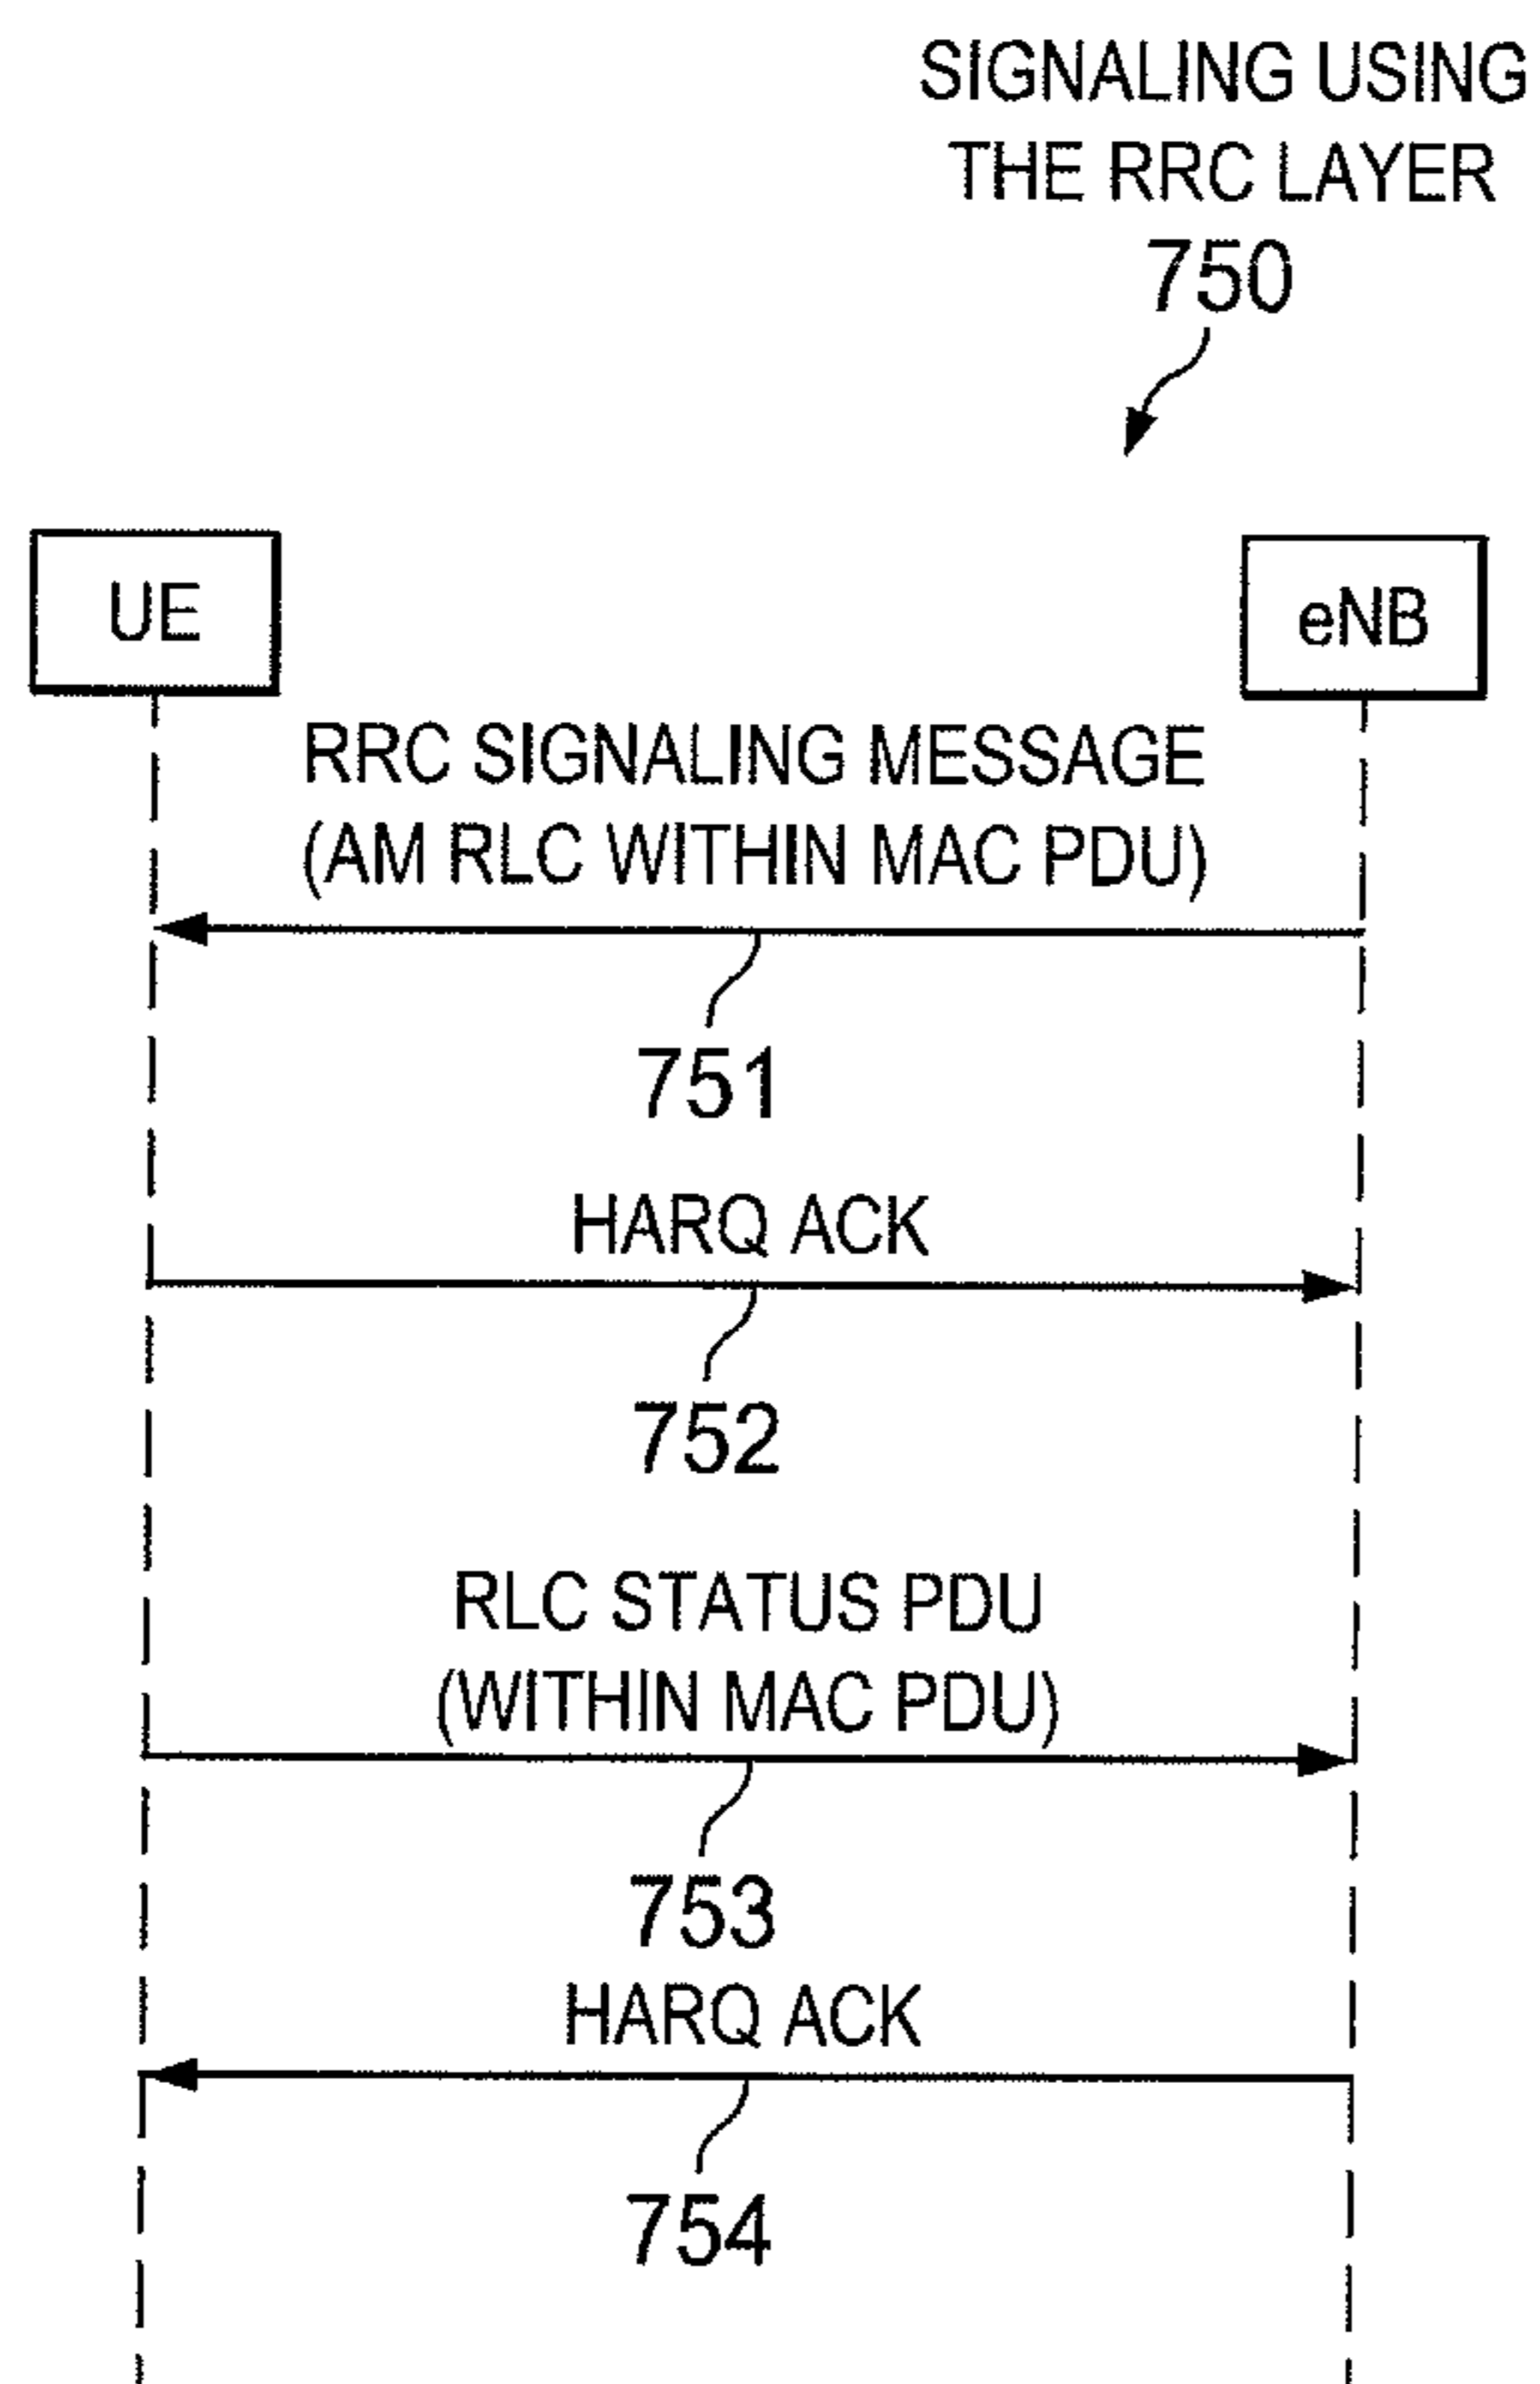 SIGNALING USING
THE RRC LAYER
750
UE
eNB
RRC SIGNALING MESSAGE
(AM RLC WITHIN MAC PDU)
751
HARQ ACK
752
RLC STATUS PDU
(WITHIN MAC PDU)
753
HARQ ACK
754